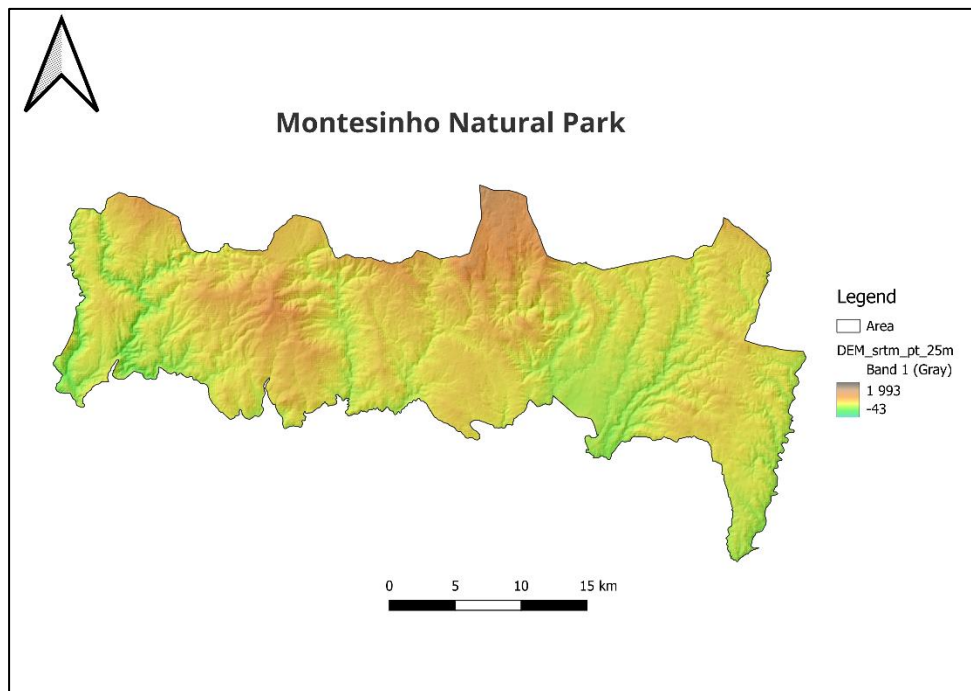 Montesinho Natural Park
Legend
Area
DEM_srtm_pt_25m
Band 1 (Gray)
1 993
-43
0 5 10 15 km